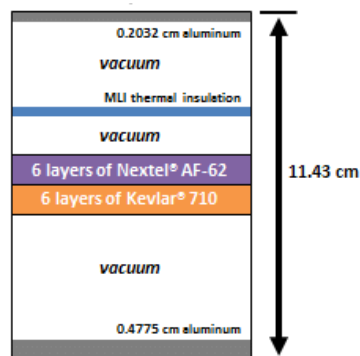 0.2032 cm aluminum
vacuum
MLI thermal insulation
vacuum
6 layers of Nextel® AF-62
11.43 cm
6 layers of Kevlar® 710
vacuum
0.4775 cm aluminum